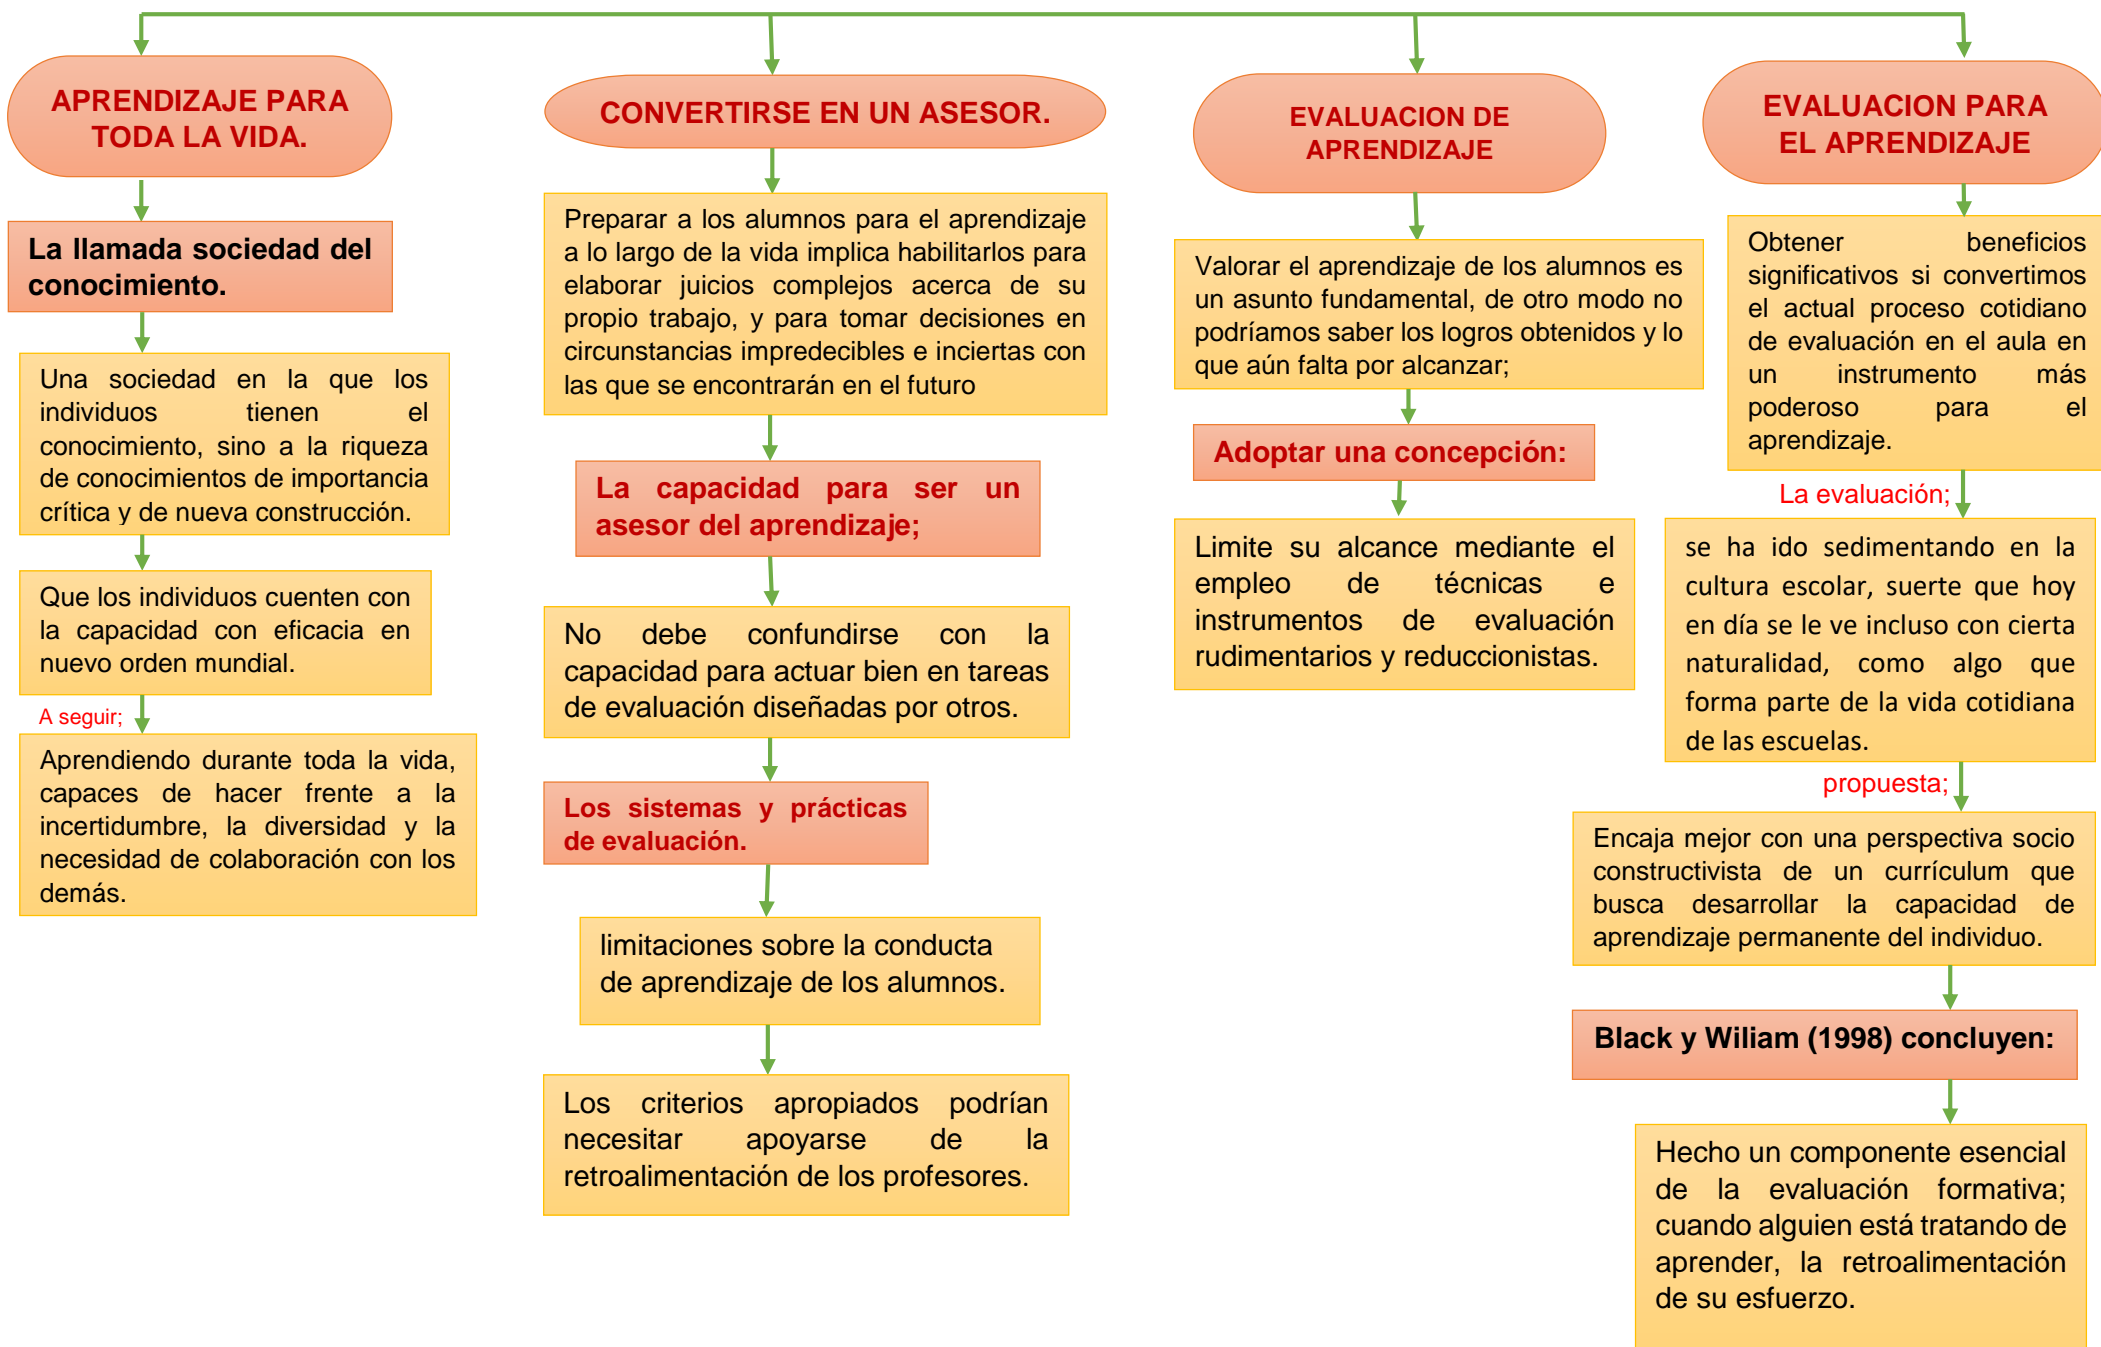 APRENDIZAJE PARA
TODA LA VIDA.
La llamada sociedad del
conocimiento.
Una sociedad en la que los
individuos tienen el
conocimiento, sino a la riqueza
de conocimientos de importancia
crítica y de nueva construcción.
Que los individuos cuenten con
la capacidad con eficacia en
nuevo orden mundial.
A seguir;
Aprendiendo durante toda la vida,
capaces de hacer frente a la
incertidumbre, la diversidad y la
necesidad de colaboración con los
demás.
CONVERTIRSE EN UN ASESOR.
Preparar a los alumnos para el aprendizaje
a lo largo de la vida implica habilitarlos para
elaborar juicios complejos acerca de su
propio trabajo, y para tomar decisiones en
circunstancias impredecibles e inciertas con
las que se encontrarán en el futuro
La capacidad para ser un
asesor del aprendizaje;
No debe confundirse con la
capacidad para actuar bien en tareas
de evaluación diseñadas por otros.
Los sistemas y prácticas
de evaluación.
limitaciones sobre la conducta
de aprendizaje de los alumnos.
Los criterios apropiados podrían
necesitar apoyarse de la
retroalimentación de los profesores.
EVALUACION DE
APRENDIZAJE
Valorar el aprendizaje de los alumnos es
un asunto fundamental, de otro modo no
podríamos saber los logros obtenidos y lo
que aún falta por alcanzar;
Adoptar una concepción:
Limite su alcance mediante el
empleo de técnicas e
instrumentos de evaluación
rudimentarios y reduccionistas.
EVALUACION PARA
EL APRENDIZAJE
Obtener beneficios
significativos si convertimos
el actual proceso cotidiano
de evaluación en el aula en
un instrumento más
poderoso para el
aprendizaje.
La evaluación;
se ha ido sedimentando en la
cultura escolar, suerte que hoy
en día se le ve incluso con cierta
naturalidad, como algo que
forma parte de la vida cotidiana
de las escuelas.
propuesta;
Encaja mejor con una perspectiva socio
constructivista de un currículum que
busca desarrollar la capacidad de
aprendizaje permanente del individuo.
Black y Wiliam (1998) concluyen:
Hecho un componente esencial
de la evaluación formativa;
cuando alguien está tratando de
aprender, la retroalimentación
de su esfuerzo.